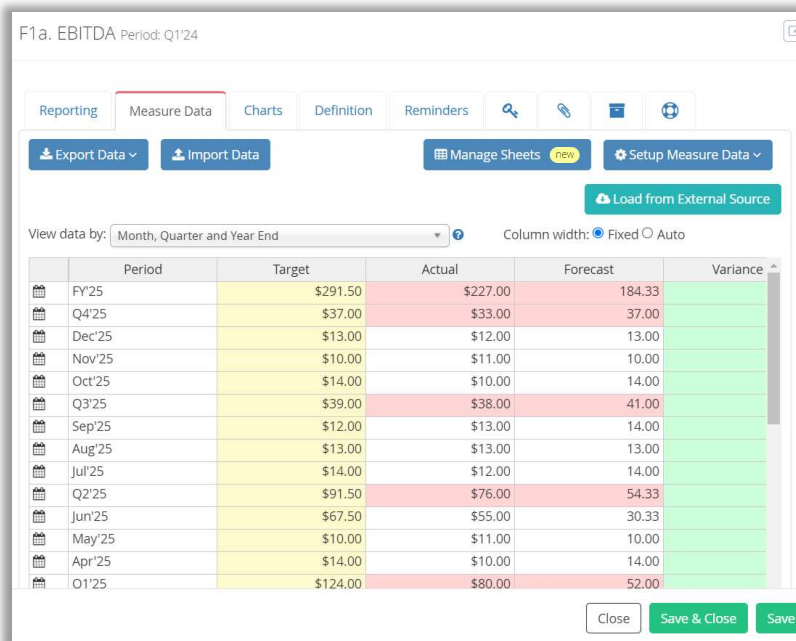 F1a. EBITDA Period: Q1'24
Reporting Measure Data Charts Definition Reminders
Export Data Import Data Manage Sheets new Setup Measure Data
Load from External Source
View data by: Month, Quarter and Year End Column width: Fixed Auto
Period Target Actual Forecast Variance
FY'25 $291.50 $227.00 184.33
Q4'25 $37.00 $33.00 37.00
Dec'25 $13.00 $12.00 13.00
Nov'25 $10.00 $11.00 10.00
Oct'25 $14.00 $10.00 14.00
Q3'25 $39.00 $38.00 41.00
Sep'25 $12.00 $13.00 14.00
Aug'25 $13.00 $13.00 13.00
Jul'25 $14.00 $12.00 14.00
Q2'25 $91.50 $76.00 54.33
Jun'25 $67.50 $55.00 30.33
May'25 $10.00 $11.00 10.00
Apr'25 $14.00 $10.00 14.00
Q1'25 $124.00 $80.00 52.00
Close Save & Close Save